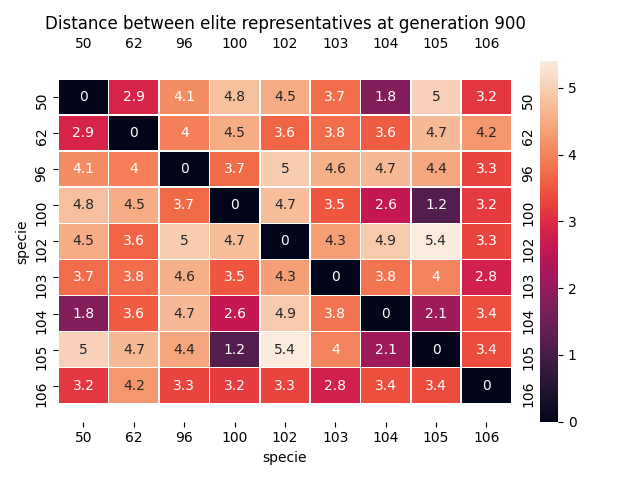 Distance between elite representatives at generation 900
50 62 96 100 102 103 104 105 106
50 0 2.9 4.1 4.8 4.5 3.7 1.8 5 3.2 50
62 2.9 0 4 4.5 3.6 3.8 3.6 4.7 4.2 62
96 4.1 4 0 3.7 5 4.6 4.7 4.4 3.3 96
100 4.8 4.5 3.7 0 4.7 3.5 2.6 1.2 3.2 100
102 4.5 3.6 5 4.7 0 4.3 4.9 5.4 3.3 102
103 3.7 3.8 4.6 3.5 4.3 0 3.8 4 2.8 103
104 1.8 3.6 4.7 2.6 4.9 3.8 0 2.1 3.4 104
105 5 4.7 4.4 1.2 5.4 4 2.1 0 3.4 105
106 3.2 4.2 3.3 3.2 3.3 2.8 3.4 3.4 0 106
50 62 96 100 102 103 104 105 106
specie
specie
5
4
3
2
1
0